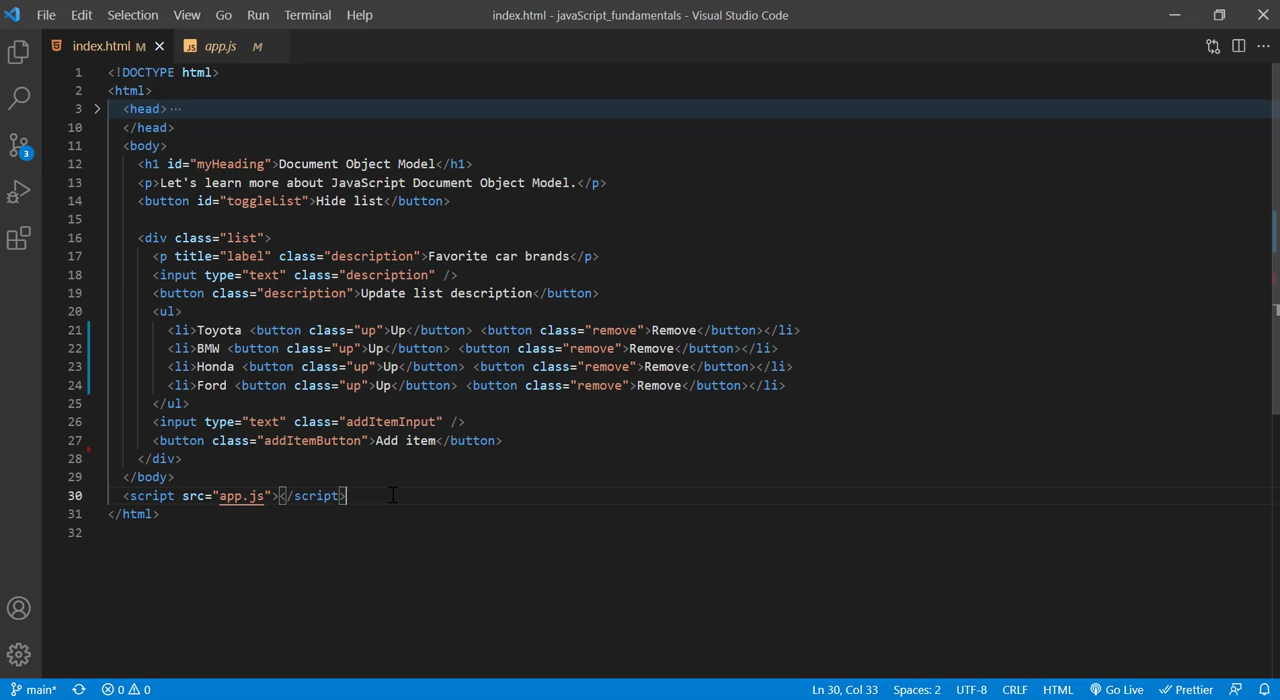 File Edit Selection View Go Run Terminal Help index.html - javaScript_fundamentals - Visual Studio Code
index.html M JS app.js M
1 <!DOCTYPE html>
2 <html>
3 <head> ···
10 </head>
11 <body>
12 <h1 id="myHeading">Document Object Model</h1>
13 <p>Let's learn more about JavaScript Document Object Model.</p>
14 <button id="toggleList">Hide list</button>
15
16 <div class="list">
17 <p title="label" class="description">Favorite car brands</p>
18 <input type="text" class="description" />
19 <button class="description">Update list description</button>
20 <ul>
21 <li>Toyota <button class="up">Up</button> <button class="remove">Remove</button></li>
22 <li>BMW <button class="up">Up</button> <button class="remove">Remove</button></li>
23 <li>Honda <button class="up">Up</button> <button class="remove">Remove</button></li>
24 <li>Ford <button class="up">Up</button> <button class="remove">Remove</button></li>
25 </ul>
26 <input type="text" class="addItemInput" />
27 <button class="addItemButton">Add item</button>
28 </div>
29 </body>
30 <script src="app.js"></script>
31 </html>
32
3
main* 0 0 Ln 30, Col 33 Spaces: 2 UTF-8 CRLF HTML Go Live Prettier